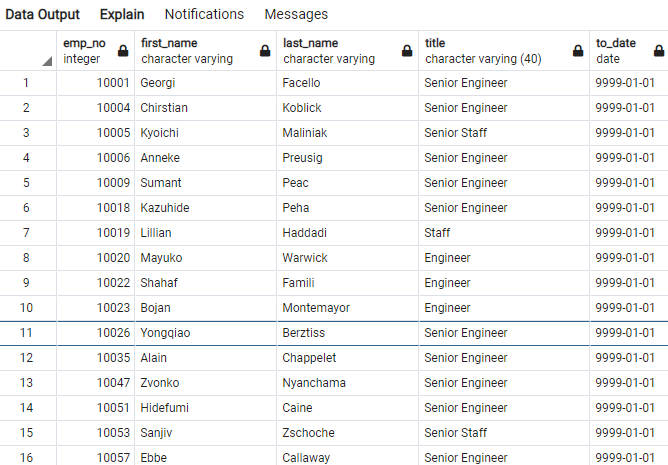 Data Output Explain Notifications Messages
emp_no first_name last_name title to_date
integer character varying character varying character varying (40) date
1 10001 Georgi Facello Senior Engineer 9999-01-01
2 10004 Chirstian Koblick Senior Engineer 9999-01-01
3 10005 Kyoichi Maliniak Senior Staff 9999-01-01
4 10006 Anneke Preusig Senior Engineer 9999-01-01
5 10009 Sumant Peac Senior Engineer 9999-01-01
6 10018 Kazuhide Peha Senior Engineer 9999-01-01
7 10019 Lillian Haddadi Staff 9999-01-01
8 10020 Mayuko Warwick Engineer 9999-01-01
9 10022 Shahaf Famili Engineer 9999-01-01
10 10023 Bojan Montemayor Engineer 9999-01-01
11 10026 Yongqiao Berztiss Senior Engineer 9999-01-01
12 10035 Alain Chappelet Senior Engineer 9999-01-01
13 10047 Zvonko Nyanchama Senior Engineer 9999-01-01
14 10051 Hidefumi Caine Senior Engineer 9999-01-01
15 10053 Sanjiv Zschoche Senior Staff 9999-01-01
16 10057 Ebbe Callaway Senior Engineer 9999-01-01